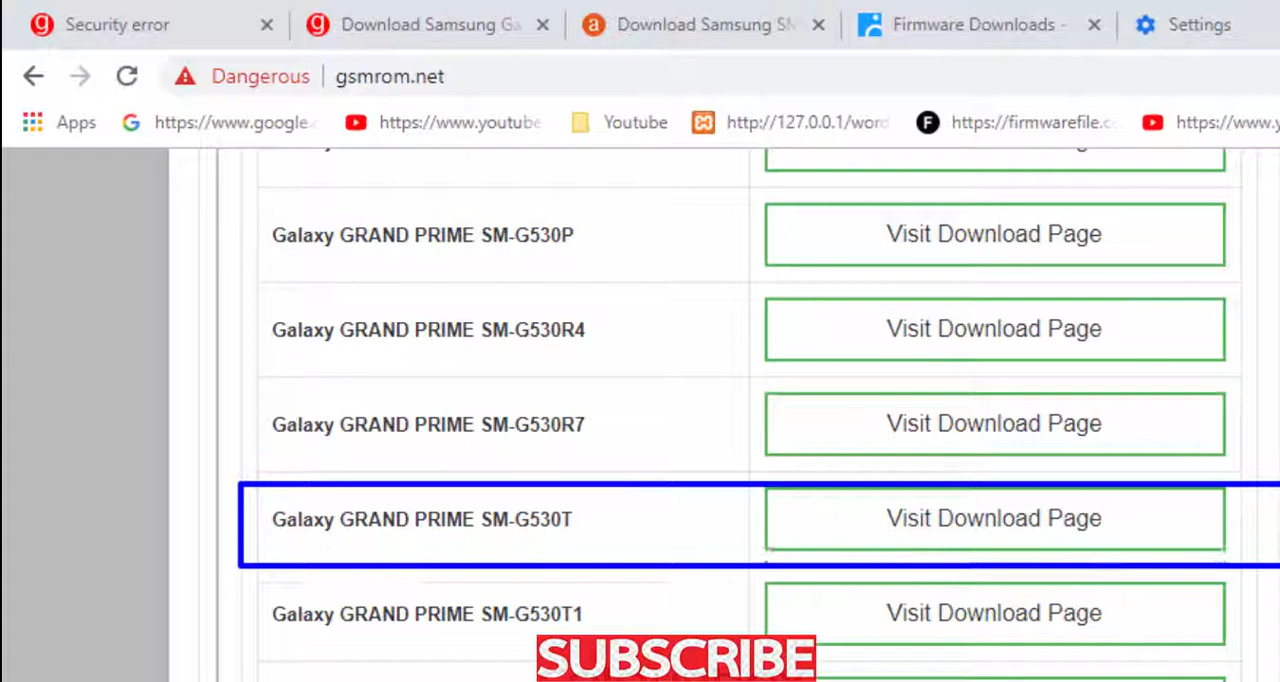 Security error
Download Samsung Ga
Download Samsung SM
Firmware Downloads -
Settings
Dangerous
gsmrom.net
Apps
https://www.google.
https://www.youtube
Youtube
http://127.0.0.1/word
https://firmwarefile.c
https://www.y
Galaxy GRAND PRIME SM-G530P
Visit Download Page
Galaxy GRAND PRIME SM-G530R4
Visit Download Page
Galaxy GRAND PRIME SM-G530R7
Visit Download Page
Galaxy GRAND PRIME SM-G530T
Visit Download Page
Galaxy GRAND PRIME SM-G530T1
Visit Download Page
SUBSCRIBE